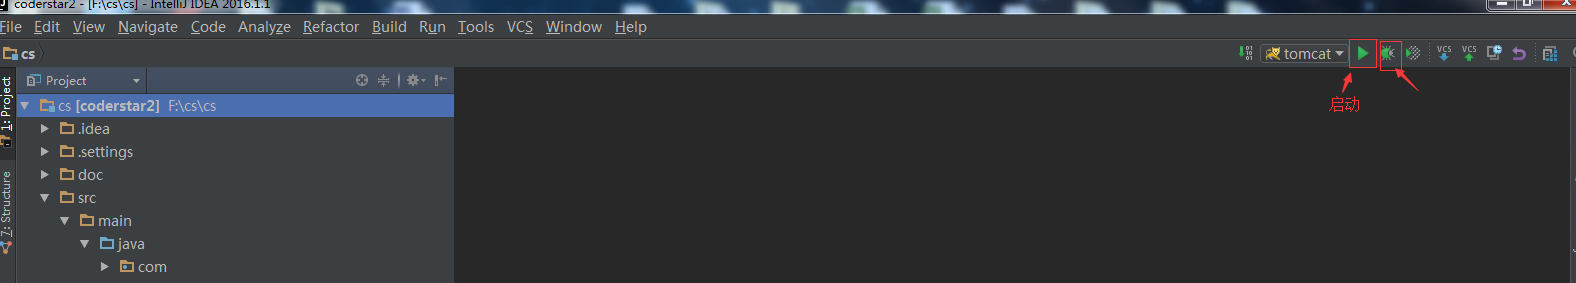 coderstar2 - [F:\cs\cs] - IntelliJ IDEA 2016.1.1
File Edit View Navigate Code Analyze Refactor Build Run Tools VCS Window Help
cs
tomcat
VCS VCS
1: Project
Project
cs [coderstar2] F:\cs\cs
启动
.idea
.settings
doc
7: Structure
src
main
java
com